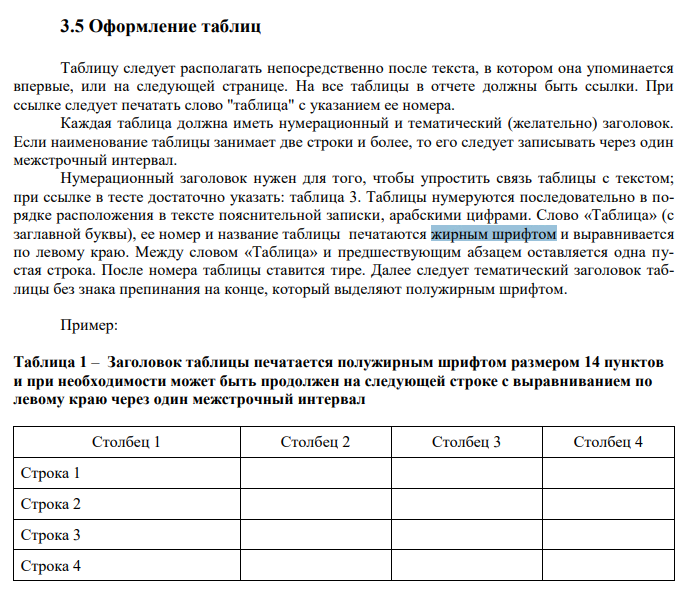 3.5 Оформление таблиц
Таблицу следует располагать непосредственно после текста, в котором она упоминается
впервые, или на следующей странице. На все таблицы в отчете должны быть ссылки. При
ссылке следует печатать слово "таблица" с указанием ее номера.
Каждая таблица должна иметь нумерационный и тематический (желательно) заголовок.
Если наименование таблицы занимает две строки и более, то его следует записывать через один
межстрочный интервал.
Нумерационный заголовок нужен для того, чтобы упростить связь таблицы с текстом;
при ссылке в тесте достаточно указать: таблица 3. Таблицы нумеруются последовательно в по-
рядке расположения в тексте пояснительной записки, арабскими цифрами. Слово «Таблица» (с
заглавной буквы), ее номер и название таблицы печатаются жирным шрифтом и выравнивается
по левому краю. Между словом «Таблица» и предшествующим абзацем оставляется одна пу-
стая строка. После номера таблицы ставится тире. Далее следует тематический заголовок таб-
лицы без знака препинания на конце, который выделяют полужирным шрифтом.
Пример:
Таблица 1 – Заголовок таблицы печатается полужирным шрифтом размером 14 пунктов
и при необходимости может быть продолжен на следующей строке с выравниванием по
левому краю через один межстрочный интервал
Столбец 1 Столбец 2 Столбец 3 Столбец 4
Строка 1
Строка 2
Строка 3
Строка 4